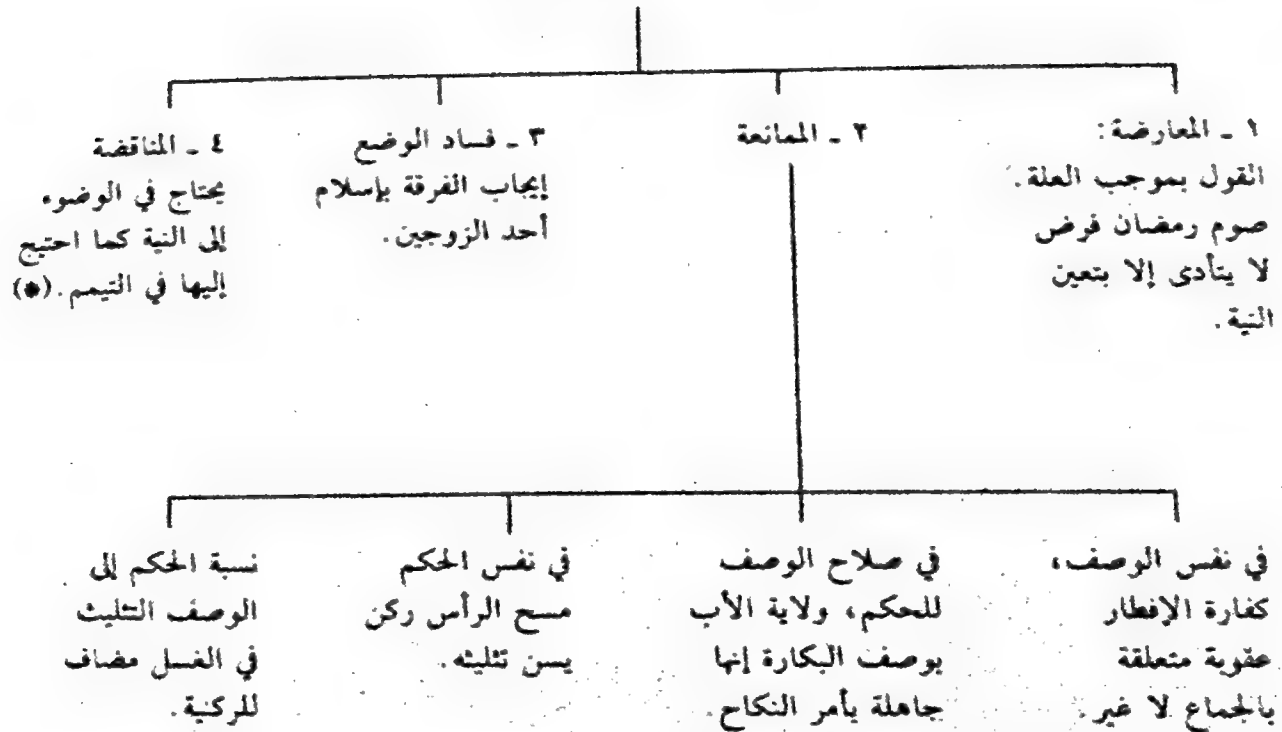 ١ ـ المعارضة:
القول بموجب العلة.
صوم رمضان فرض
لا يتأدى إلا بتعين
النية.
٢ ـ الممانعة
٣ ـ فساد الوضع
إيجاب الفرقة بإسلام
أحد الزوجين.
٤ ـ المناقضة
يحتاج في الوضوء
إلى النية كما احتيج
إليها في التيمم.(*)
في نفس الوصف،
كفارة الإفطار
عقوبة متعلقة
بالجماع لا غير.
في صلاح الوصف
للحكم، ولاية الأب
بوصف البكارة إنها
جاهلة بأمر النكاح.
في نفس الحكم
مسح الرأس ركن
يسن تثليثه.
نسبة الحكم إلى
الوصف التثليث
في الغسل مضاف
للركنية.